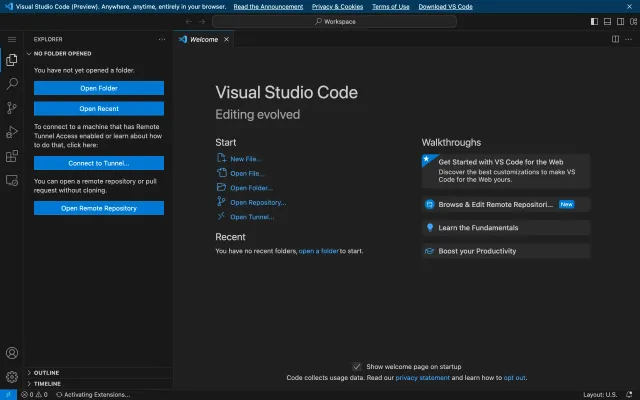 Visual Studio Code (Preview). Anywhere, anytime, entirely in your browser. Read the Announcement Privacy & Cookies Terms of Use Download VS Code
Workspace
EXPLORER
Welcome
NO FOLDER OPENED
You have not yet opened a folder.
Open Folder
Open Recent
To connect to a machine that has Remote
Tunnel Access enabled or learn about how
to do that, click here:
Connect to Tunnel...
You can open a remote repository or pull
request without cloning.
Open Remote Repository
OUTLINE
TIMELINE
Visual Studio Code
Editing evolved
Start
New File...
Open File...
Open Folder...
Open Repository...
Open Tunnel...
Recent
You have no recent folders, open a folder to start.
Walkthroughs
Get Started with VS Code for the Web
Discover the best customizations to make VS
Code for the Web yours.
Browse & Edit Remote Repositori... New
Learn the Fundamentals
Boost your Productivity
Show welcome page on startup
Code collects usage data. Read our privacy statement and learn how to opt out.
0 0 Activating Extensions... Layout: U.S.